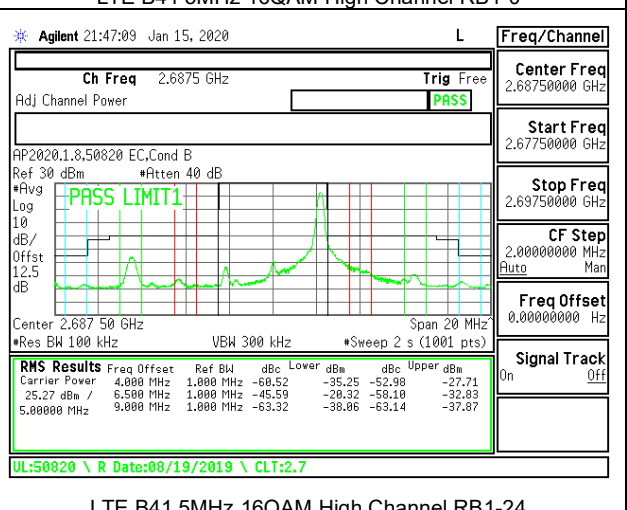 LTE B41 5MHz 16QAM High Channel RB1-0
Agilent 21:47:09 Jan 15, 2020 L Freq/Channel
Ch Freq 2.6875 GHz Trig Free
Adj Channel Power PASS
Center Freq
2.68750000 GHz
Start Freq
2.67750000 GHz
AP2020.1.8,50820 EC,Cond B
Ref 30 dBm #Atten 40 dB
#Avg
Log
10
dB/
Offst
12.5
dB
PASS LIMIT1
Stop Freq
2.69750000 GHz
CF Step
2.00000000 MHz
Auto Man
Freq Offset
0.00000000 Hz
Center 2.687 50 GHz Span 20 MHz^
#Res BW 100 kHz VBW 300 kHz #Sweep 2 s (1001 pts)
Signal Track
On Off
RMS Results Freq Offset Ref BW dBc Lower dBm dBc Upper dBm
Carrier Power 4.000 MHz 1.000 MHz -60.52 -35.25 -52.98 -27.71
25.27 dBm / 6.500 MHz 1.000 MHz -45.59 -20.32 -58.10 -32.83
5.00000 MHz 9.000 MHz 1.000 MHz -63.32 -38.06 -63.14 -37.87
UL:50820 \ R Date:08/19/2019 \ CLT:2.7
LTE B41 5MHz 16QAM High Channel RB1-24